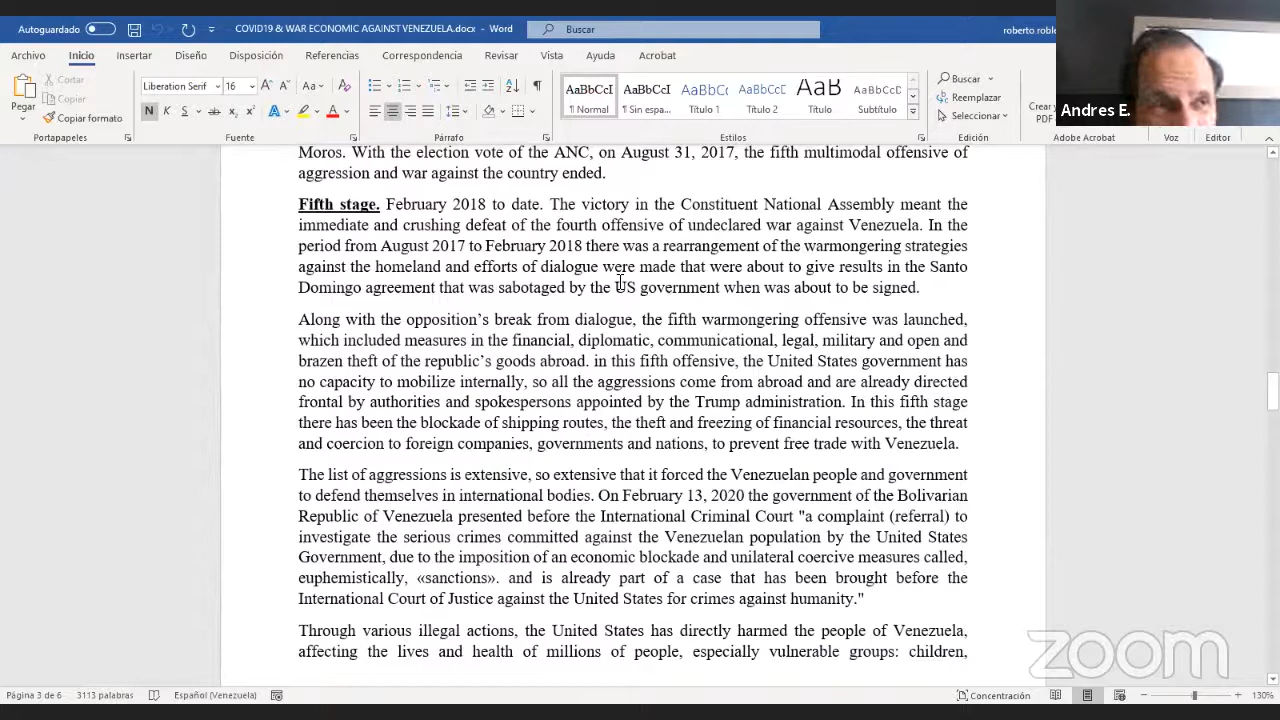 Autoguardado
COVID19 & WAR ECONOMIC AGAINST VENEZUELA.docx - Word
Buscar
roberto roble
Archivo Inicio Insertar Diseño Disposición Referencias Correspondencia Revisar Vista Ayuda Acrobat
Pegar
Cortar
Copiar
Copiar formato
Liberation Serif 16
N K S
AaBbCcI AaBbCcI AaBbCc AaBbCcD AaB AaBbCcD
¶ Normal ¶ Sin espa... Título 1 Título 2 Título Subtítulo
Buscar
Reemplazar
Seleccionar
Crear y
PDF
Portapapeles Fuente Párrafo Estilos Edición Adobe Acrobat Voz Editor
Andres E.
Moros. With the election vote of the ANC, on August 31, 2017, the fifth multimodal offensive of
aggression and war against the country ended.
Fifth stage. February 2018 to date. The victory in the Constituent National Assembly meant the
immediate and crushing defeat of the fourth offensive of undeclared war against Venezuela. In the
period from August 2017 to February 2018 there was a rearrangement of the warmongering strategies
against the homeland and efforts of dialogue were made that were about to give results in the Santo
Domingo agreement that was sabotaged by the US government when was about to be signed.
Along with the opposition’s break from dialogue, the fifth warmongering offensive was launched,
which included measures in the financial, diplomatic, communicational, legal, military and open and
brazen theft of the republic’s goods abroad. in this fifth offensive, the United States government has
no capacity to mobilize internally, so all the aggressions come from abroad and are already directed
frontal by authorities and spokespersons appointed by the Trump administration. In this fifth stage
there has been the blockade of shipping routes, the theft and freezing of financial resources, the threat
and coercion to foreign companies, governments and nations, to prevent free trade with Venezuela.
The list of aggressions is extensive, so extensive that it forced the Venezuelan people and government
to defend themselves in international bodies. On February 13, 2020 the government of the Bolivarian
Republic of Venezuela presented before the International Criminal Court "a complaint (referral) to
investigate the serious crimes committed against the Venezuelan population by the United States
Government, due to the imposition of an economic blockade and unilateral coercive measures called,
euphemistically, «sanctions». and is already part of a case that has been brought before the
International Court of Justice against the United States for crimes against humanity."
Through various illegal actions, the United States has directly harmed the people of Venezuela,
affecting the lives and health of millions of people, especially vulnerable groups: children,
zoom
Página 3 de 6 3113 palabras Español (Venezuela) Concentración 130%